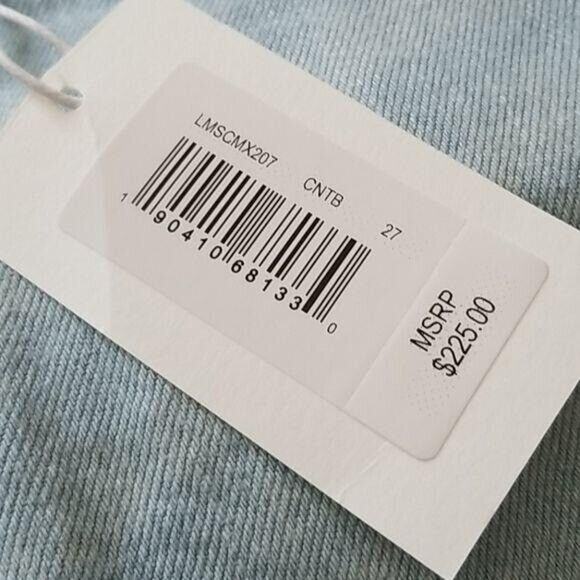 LMSCMX207 CNTB 27
1 90410 68133 0
MSRP
$225.00